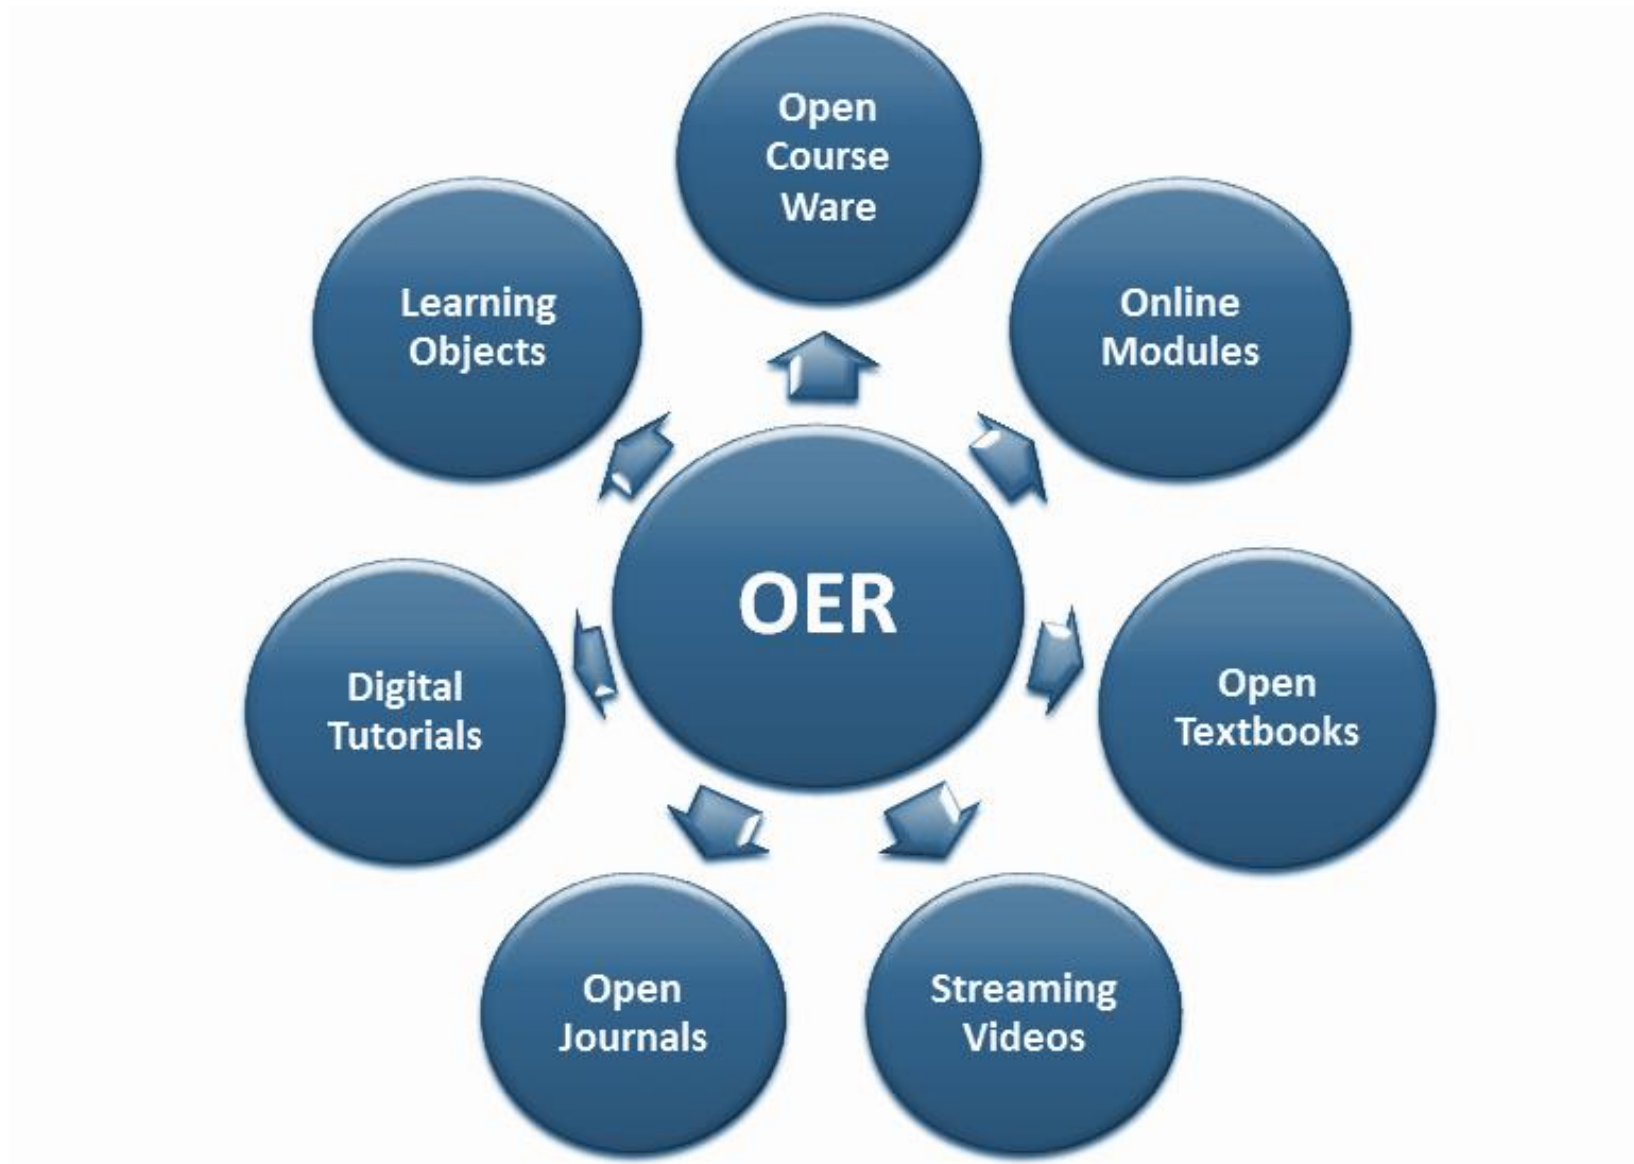 Open
Course
Ware
Learning
Objects
Online
Modules
OER
Digital
Tutorials
Open
Textbooks
Open
Journals
Streaming
Videos